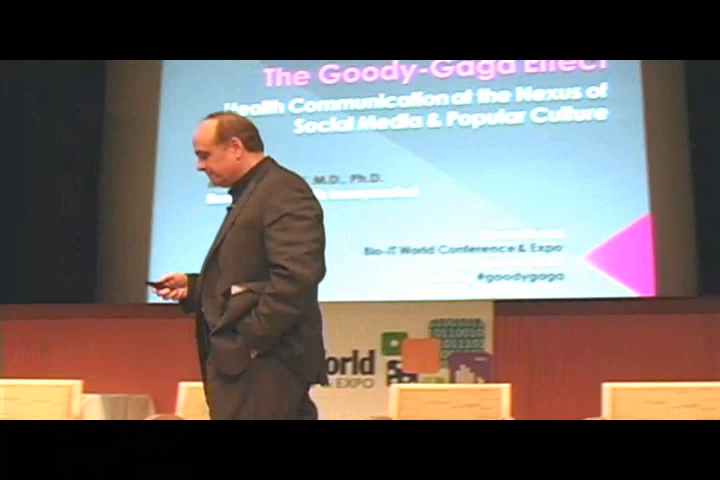 The Goody-Gaga Effect
Health Communication at the Nexus of
Social Media & Popular Culture
M.D., Ph.D.
Bio-IT World Conference & Expo
#goodygaga
orld
& EXPO